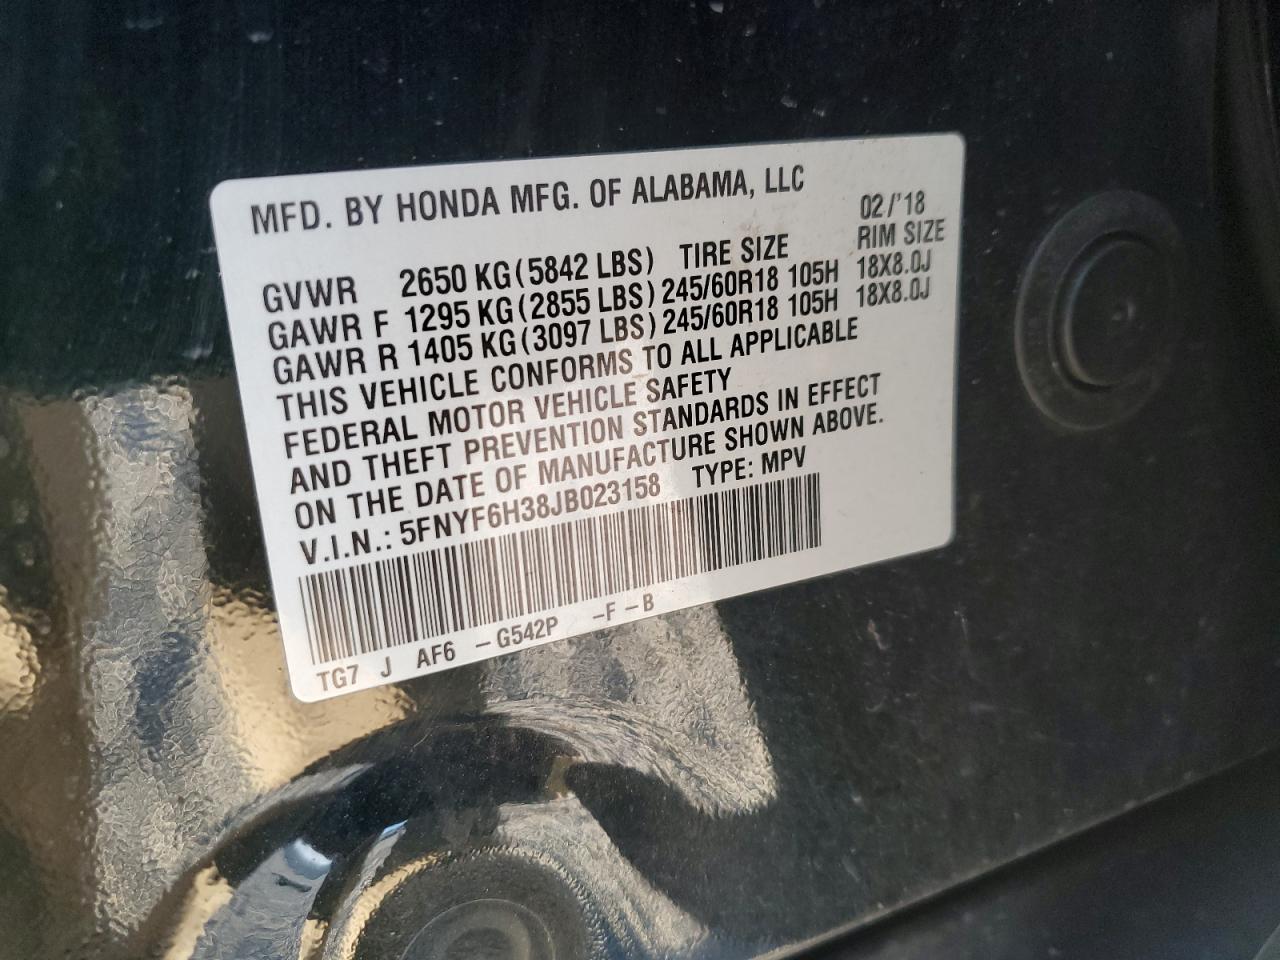 MFD. BY HONDA MFG. OF ALABAMA, LLC
02/'18
GVWR 2650 KG(5842 LBS) TIRE SIZE RIM SIZE
GAWR F 1295 KG(2855 LBS) 245/60R18 105H 18X8.0J
GAWR R 1405 KG(3097 LBS) 245/60R18 105H 18X8.0J
THIS VEHICLE CONFORMS TO ALL APPLICABLE
FEDERAL MOTOR VEHICLE SAFETY
AND THEFT PREVENTION STANDARDS IN EFFECT
ON THE DATE OF MANUFACTURE SHOWN ABOVE.
V.I.N.: 5FNYF6H38JB023158 TYPE: MPV
TG7 J AF6 -G542P -F-B